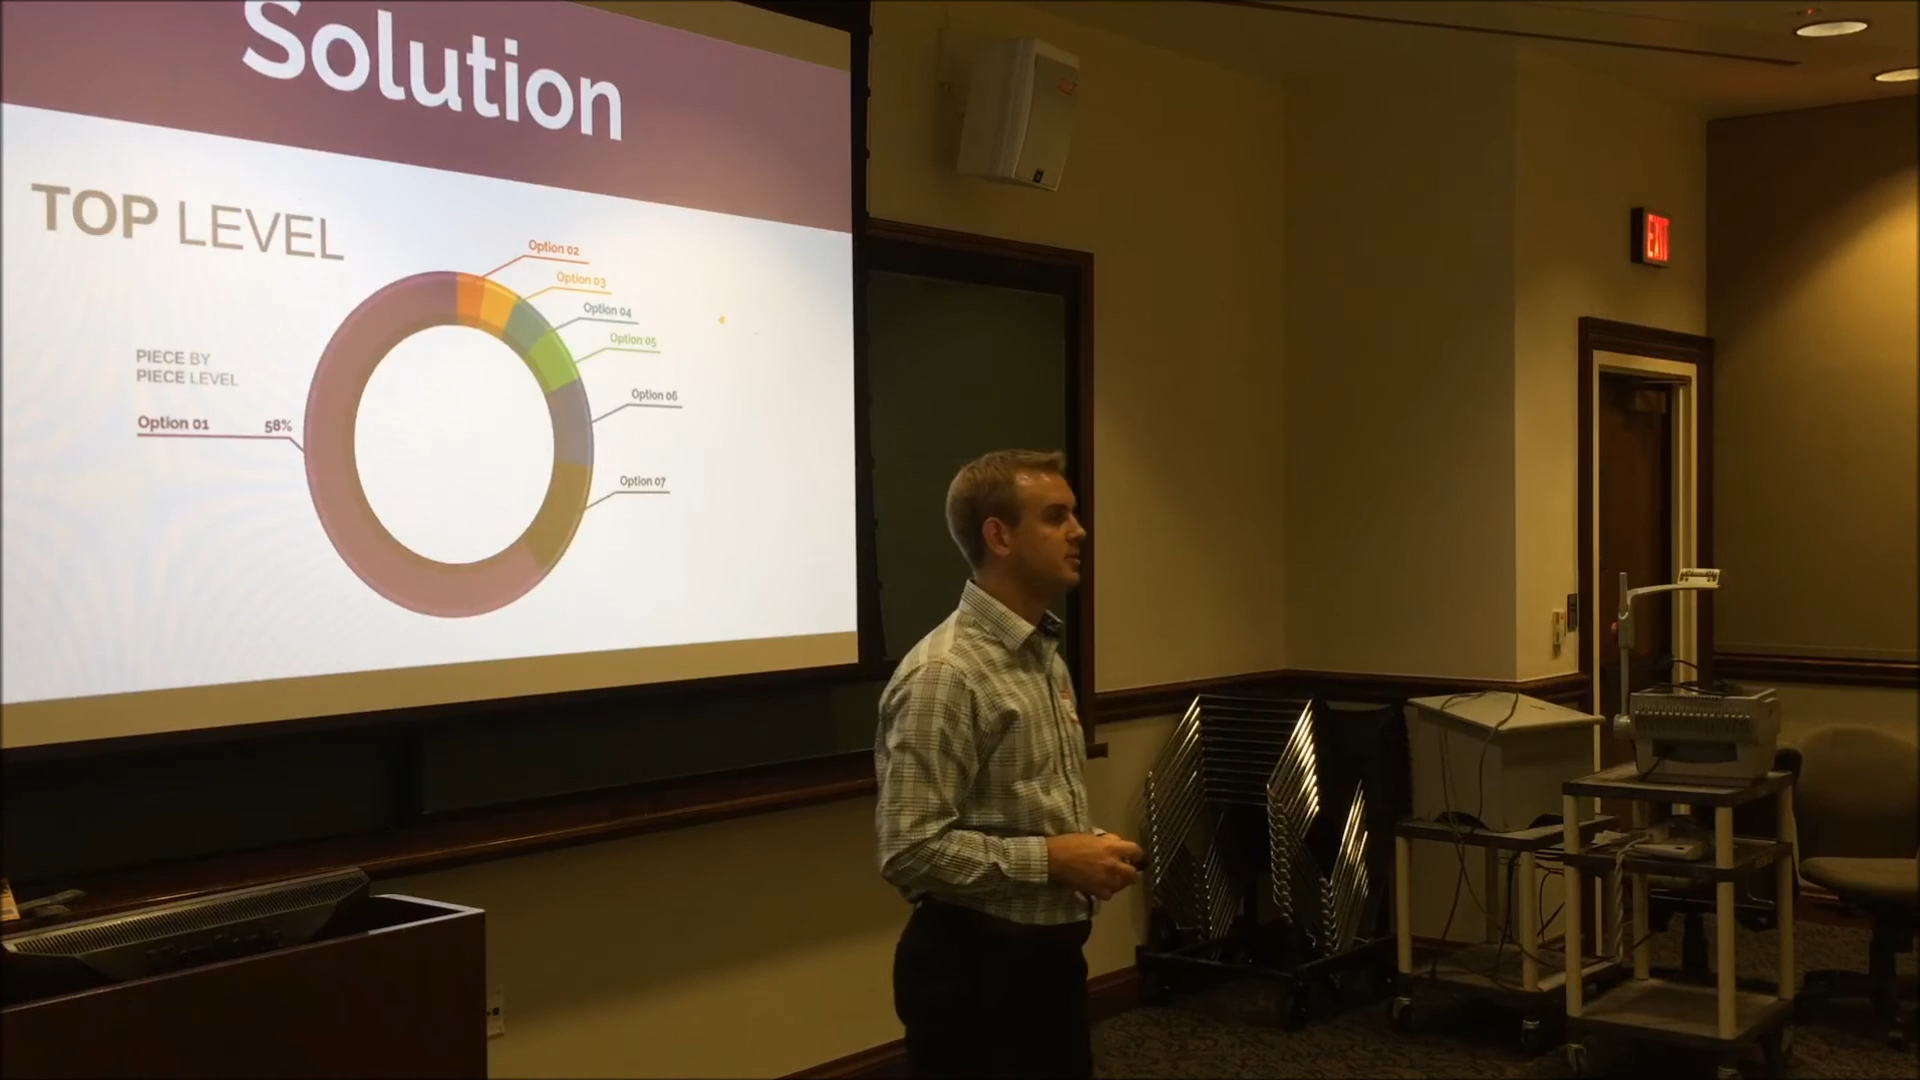 Solution
TOP LEVEL
Option 02
Option 03
Option 04
Option 05
PIECE BY
PIECE LEVEL
Option 06
Option 01 58%
Option 07
EXIT